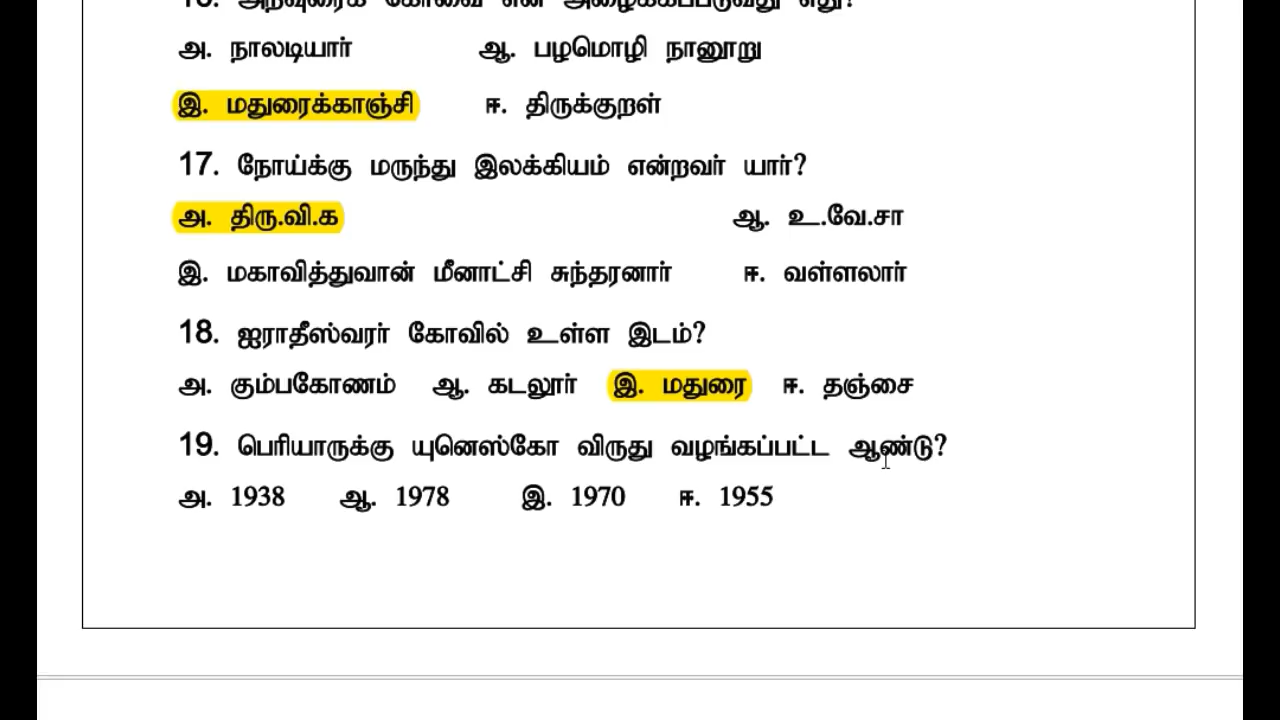 அ. நாலடியார் ஆ. பழமொழி நானூறு
இ. மதுரைக்காஞ்சி ஈ. திருக்குறள்
17. நோய்க்கு மருந்து இலக்கியம் என்றவர் யார்?
அ. திரு.வி.க ஆ. உ.வே.சா
இ. மகாவித்துவான் மீனாட்சி சுந்தரனார் ஈ. வள்ளலார்
18. ஐராதீஸ்வரர் கோவில் உள்ள இடம்?
அ. கும்பகோணம் ஆ. கடலூர் இ. மதுரை ஈ. தஞ்சை
19. பெரியாருக்கு யுனெஸ்கோ விருது வழங்கப்பட்ட ஆண்டு?
அ. 1938 ஆ. 1978 இ. 1970 ஈ. 1955